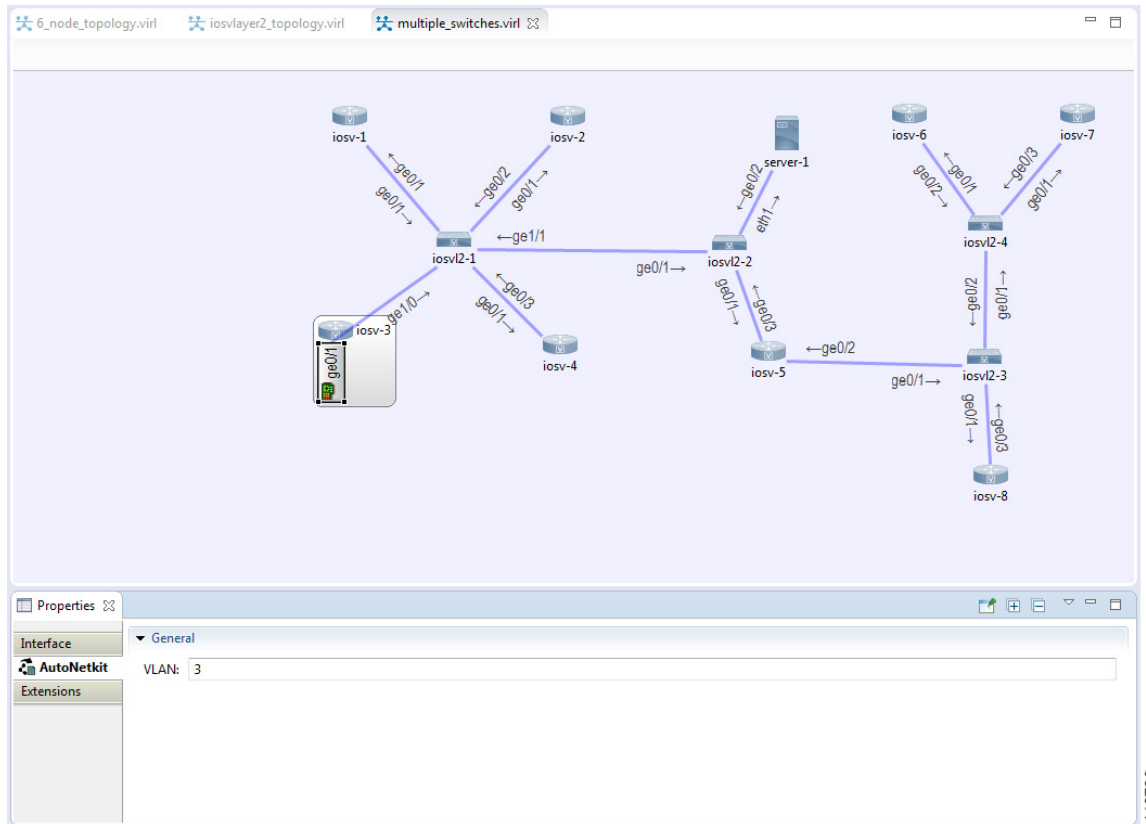 6_node_topology.virl iosvlayer2_topology.virl multiple_switches.virl
iosv-1 iosv-2 iosv-6 iosv-7
server-1
←ge0/1
ge0/1→
←ge0/2
ge0/1→
←ge0/2
eth1→
←ge0/1
ge0/2→
←ge0/3
ge0/1→
iosvl2-1
←ge1/1
ge0/1→
iosvl2-2
iosvl2-4
ge1/0→
iosv-3
ge0/1
←ge0/3
ge0/1→
iosv-4
←ge0/3
ge0/1→
iosv-5
←ge0/2
ge0/1→
←ge0/2
ge0/1→
iosvl2-3
←ge0/3
ge0/1→
iosv-8
Properties
Interface
AutoNetkit
Extensions
General
VLAN: 3